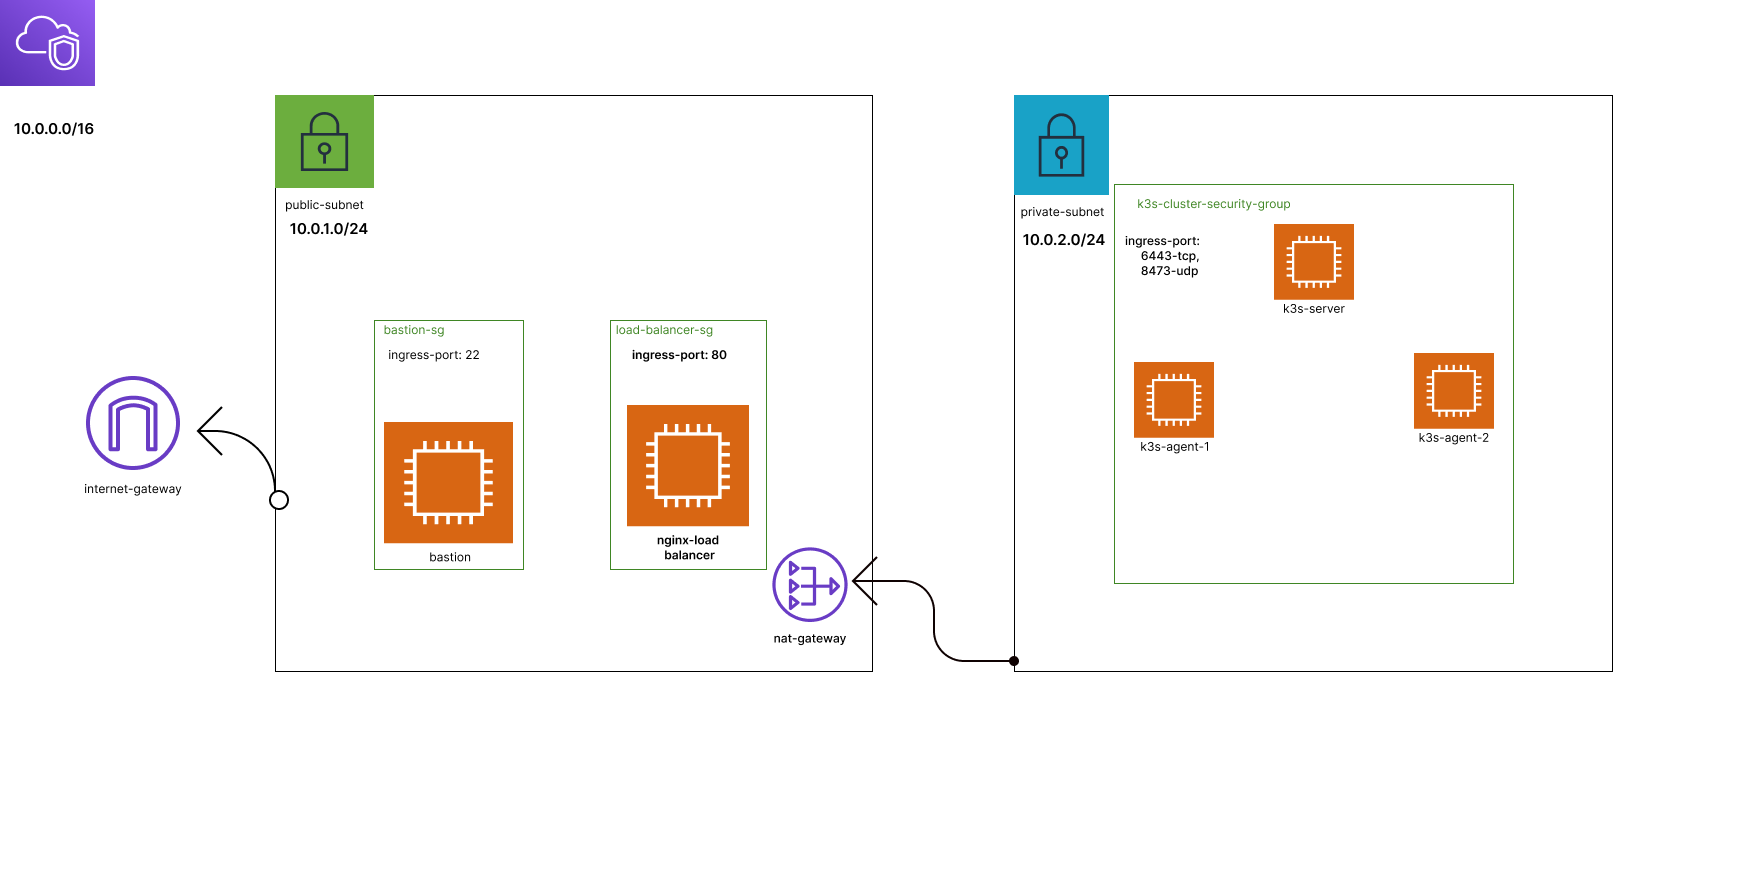 10.0.0.0/16
public-subnet
10.0.1.0/24
bastion-sg
ingress-port: 22
bastion
load-balancer-sg
ingress-port: 80
nginx-load
balancer
internet-gateway
nat-gateway
private-subnet
10.0.2.0/24
k3s-cluster-security-group
ingress-port:
6443-tcp,
8473-udp
k3s-server
k3s-agent-1
k3s-agent-2